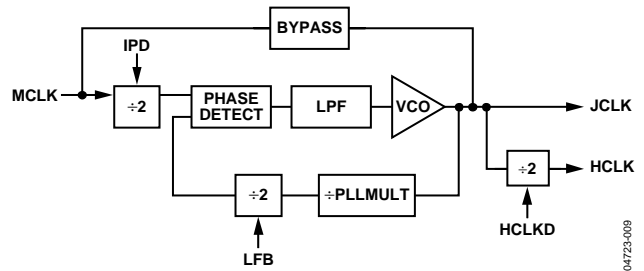 BYPASS
IPD
MCLK
÷2
PHASE
DETECT
LPF
VCO
JCLK
÷2
÷PLLMULT
÷2
HCLK
LFB
HCLKD
04723-009